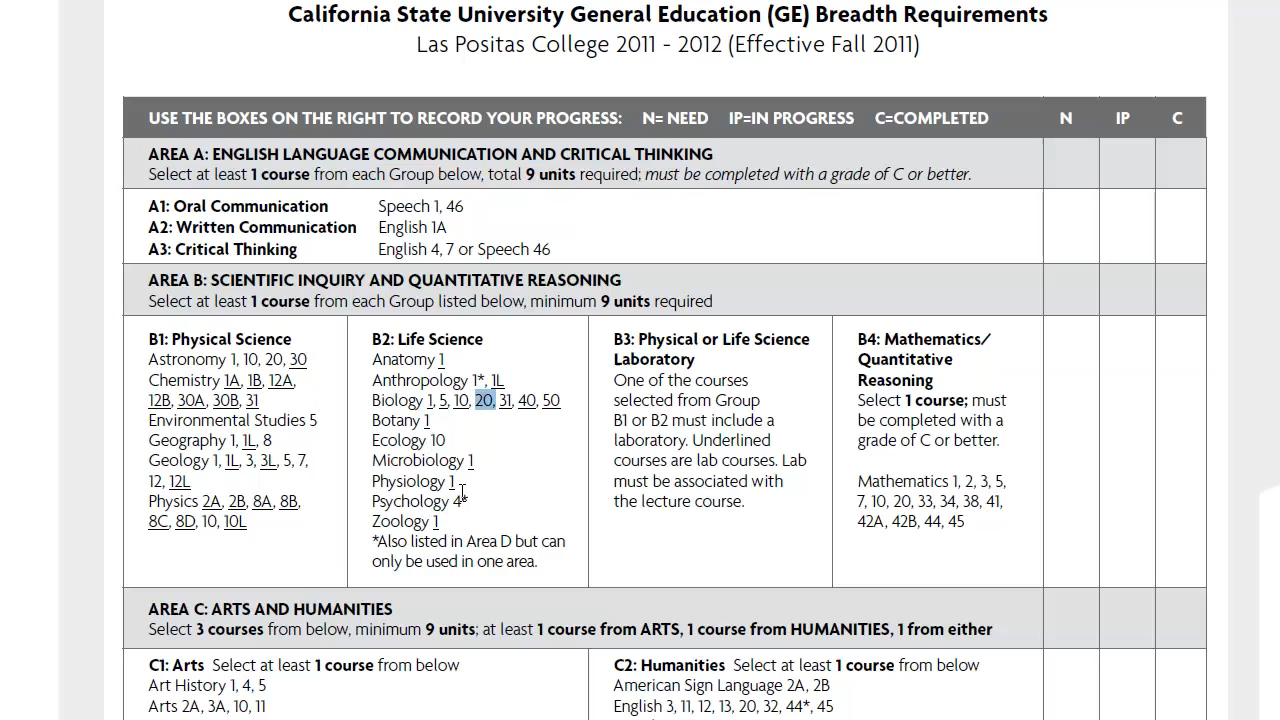 California State University General Education (GE) Breadth Requirements
Las Positas College 2011 - 2012 (Effective Fall 2011)
USE THE BOXES ON THE RIGHT TO RECORD YOUR PROGRESS: N= NEED IP=IN PROGRESS C=COMPLETED N IP C
AREA A: ENGLISH LANGUAGE COMMUNICATION AND CRITICAL THINKING
Select at least 1 course from each Group below, total 9 units required; must be completed with a grade of C or better.
A1: Oral Communication Speech 1, 46
A2: Written Communication English 1A
A3: Critical Thinking English 4, 7 or Speech 46
AREA B: SCIENTIFIC INQUIRY AND QUANTITATIVE REASONING
Select at least 1 course from each Group listed below, minimum 9 units required
B1: Physical Science
Astronomy 1, 10, 20, 30
Chemistry 1A, 1B, 12A,
12B, 30A, 30B, 31
Environmental Studies 5
Geography 1, 1L, 8
Geology 1, 1L, 3, 3L, 5, 7,
12, 12L
Physics 2A, 2B, 8A, 8B,
8C, 8D, 10, 10L
B2: Life Science
Anatomy 1
Anthropology 1*, 1L
Biology 1, 5, 10, 20, 31, 40, 50
Botany 1
Ecology 10
Microbiology 1
Physiology 1
Psychology 4*
Zoology 1
*Also listed in Area D but can
only be used in one area.
B3: Physical or Life Science
Laboratory
One of the courses
selected from Group
B1 or B2 must include a
laboratory. Underlined
courses are lab courses. Lab
must be associated with
the lecture course.
B4: Mathematics/
Quantitative
Reasoning
Select 1 course; must
be completed with a
grade of C or better.
Mathematics 1, 2, 3, 5,
7, 10, 20, 33, 34, 38, 41,
42A, 42B, 44, 45
AREA C: ARTS AND HUMANITIES
Select 3 courses from below, minimum 9 units; at least 1 course from ARTS, 1 course from HUMANITIES, 1 from either
C1: Arts Select at least 1 course from below
Art History 1, 4, 5
Arts 2A, 3A, 10, 11
C2: Humanities Select at least 1 course from below
American Sign Language 2A, 2B
English 3, 11, 12, 13, 20, 32, 44*, 45